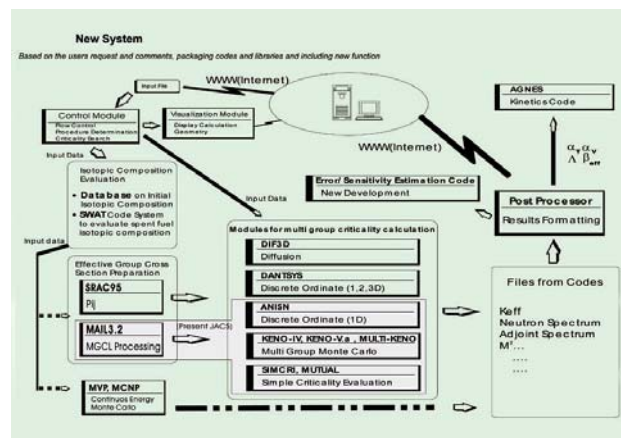 New System
Based on the users request and comments, packaging codes and libraries and including new function
Input File
WWW(Internet)
Control Module
Flow Control
Procedure Determination
Criticality Search
Visualization Module
Display Calculation
Geometry
WWW(Internet)
AGNES
Kinetics Code
Input Data
Isotopic Composition
Evaluation
• Database on Initial
Isotopic Composition
• SWAT Code System
to evaluate spent fuel
isotopic composition
Input Data
Error/ Sensitivity Estimation Code
New Development
Post Processor
Results Formatting
Input data
Modules for multi group criticality calculation
DIF3D
Diffusion
DANTSYS
Discrete Ordinate (1,2,3D)
ANISN
Discrete Ordinate (1D)
KENO-IV, KENO-V.a , MULTI-KENO
Multi Group Monte Carlo
SIMCRI, MUTUAL
Simple Criticality Evaluation
Effective Group Cross
Section Preparation
SRAC95
Pij
MAIL3.2
MGCL Processing
(Present JACS)
MVP, MCNP
Continuos Energy
Monte Carlo
Files from Codes
Keff
Neutron Spectrum
Adjoint Spectrum
M² ...
....
....